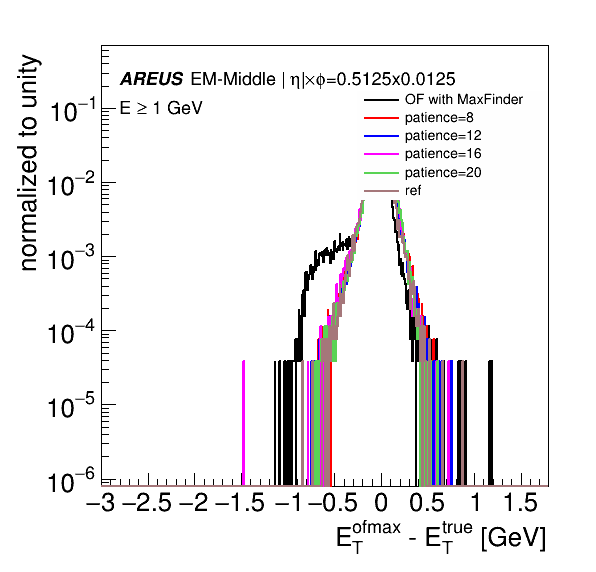 AREUS EM-Middle | η|×φ=0.5125x0.0125
E ≥ 1 GeV
OF with MaxFinder
patience=8
patience=12
patience=16
patience=20
ref
normalized to unity
10⁻¹
10⁻²
10⁻³
10⁻⁴
10⁻⁵
10⁻⁶
−3 −2.5 −2 −1.5 −1 −0.5 0 0.5 1 1.5
E_T^ofmax - E_T^true [GeV]